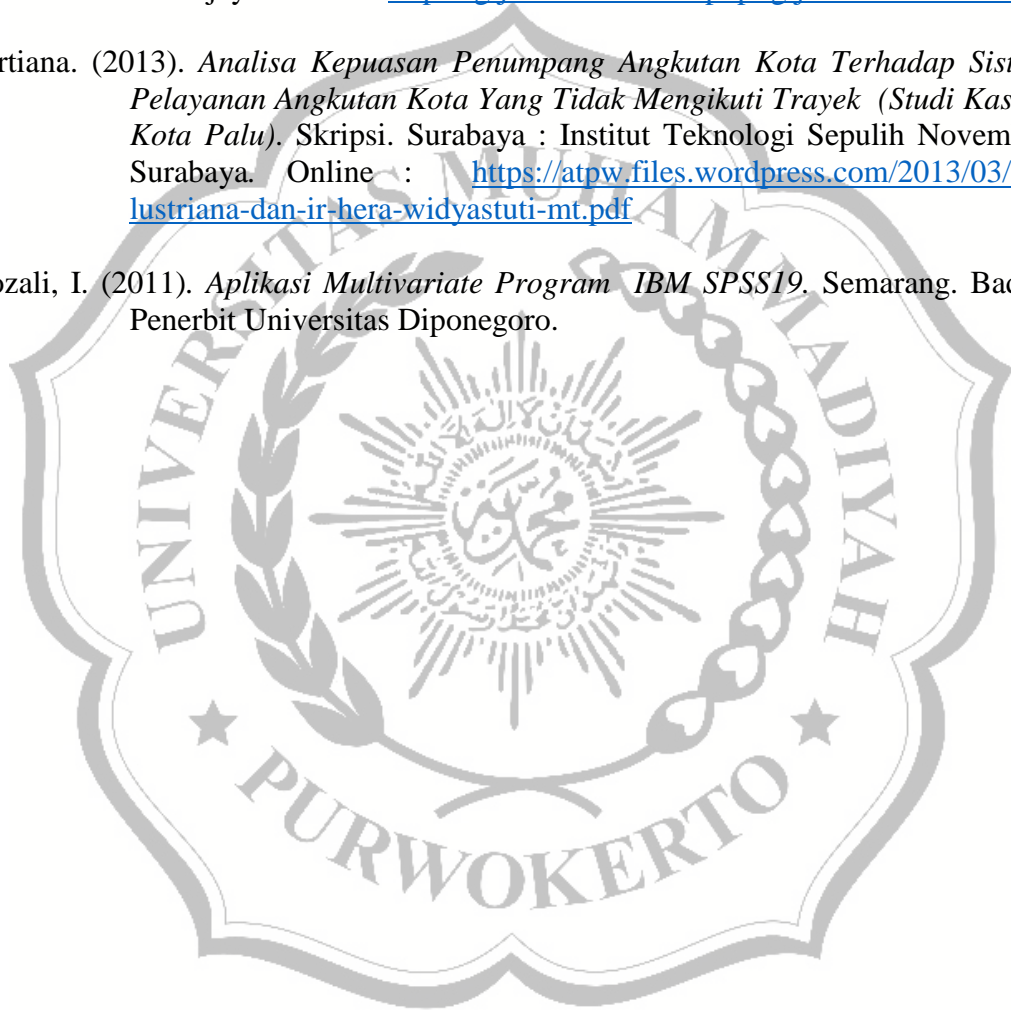 rtiana. (2013). Analisa Kepuasan Penumpang Angkutan Kota Terhadap Sist
Pelayanan Angkutan Kota Yang Tidak Mengikuti Trayek (Studi Kas
Kota Palu). Skripsi. Surabaya : Institut Teknologi Sepulih Novem
Surabaya. Online : https://atpw.files.wordpress.com/2013/03/
lustriana-dan-ir-hera-widyastuti-mt.pdf
ozali, I. (2011). Aplikasi Multivariate Program IBM SPSS19. Semarang. Bad
Penerbit Universitas Diponegoro.
UNIVERSITAS MUHAMMADIYAH
PURWOKERTO